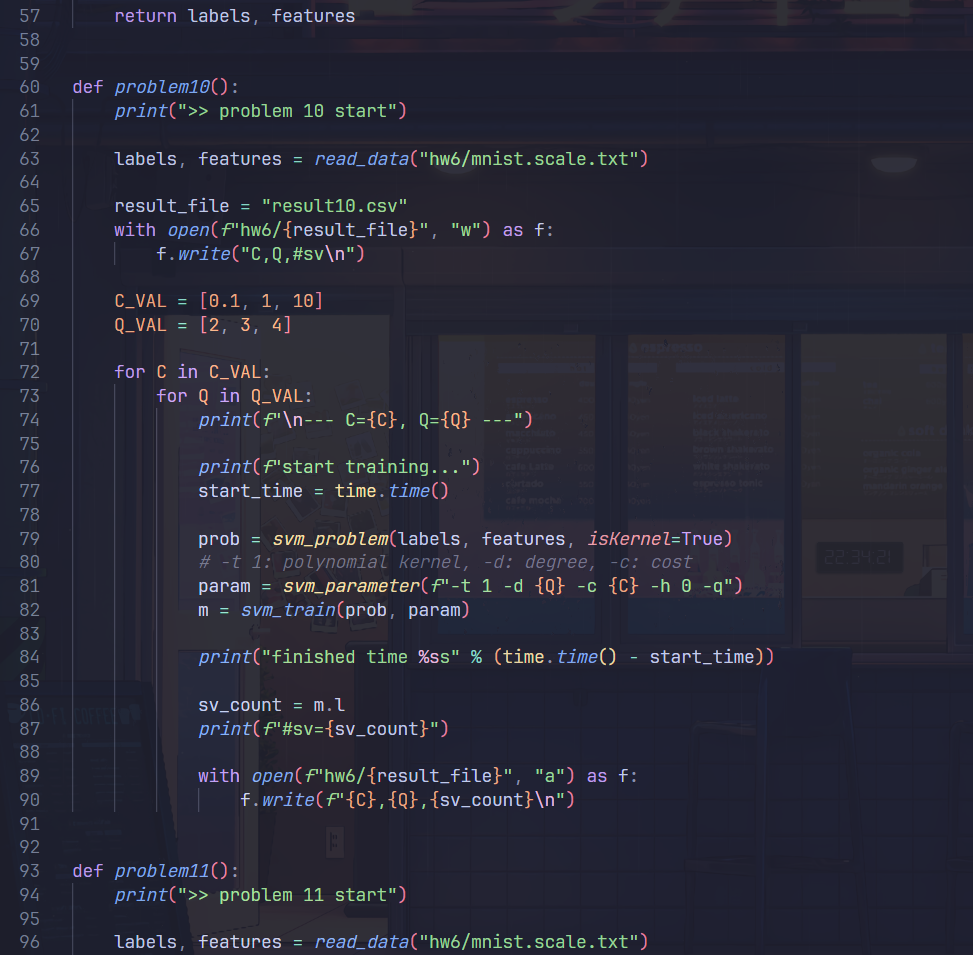 57 return labels, features
58
59
60 def problem10():
61 print(">> problem 10 start")
62
63 labels, features = read_data("hw6/mnist.scale.txt")
64
65 result_file = "result10.csv"
66 with open(f"hw6/{result_file}", "w") as f:
67 f.write("C,Q,#sv\n")
68
69 C_VAL = [0.1, 1, 10]
70 Q_VAL = [2, 3, 4]
71
72 for C in C_VAL:
73 for Q in Q_VAL:
74 print(f"\n--- C={C}, Q={Q} ---")
75
76 print(f"start training...")
77 start_time = time.time()
78
79 prob = svm_problem(labels, features, isKernel=True)
80 # -t 1: polynomial kernel, -d: degree, -c: cost
81 param = svm_parameter(f"-t 1 -d {Q} -c {C} -h 0 -q")
82 m = svm_train(prob, param)
83
84 print("finished time %ss" % (time.time() - start_time))
85
86 sv_count = m.l
87 print(f"#sv={sv_count}")
88
89 with open(f"hw6/{result_file}", "a") as f:
90 f.write(f"{C},{Q},{sv_count}\n")
91
92
93 def problem11():
94 print(">> problem 11 start")
95
96 labels, features = read_data("hw6/mnist.scale.txt")
22:34:21